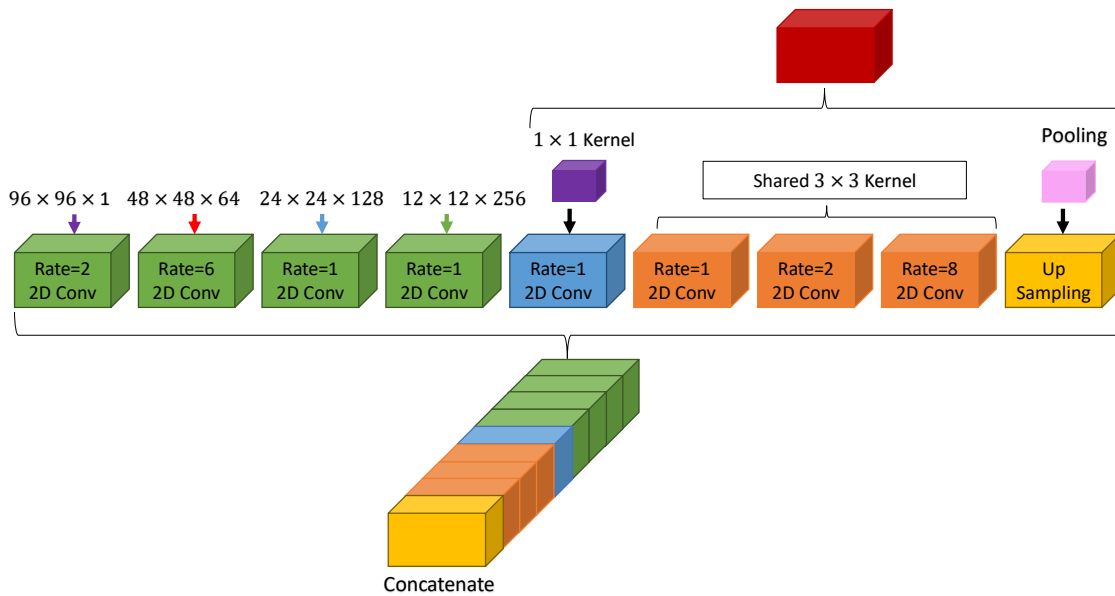 1 × 1 Kernel
Pooling
Shared 3 × 3 Kernel
96 × 96 × 1
48 × 48 × 64
24 × 24 × 128
12 × 12 × 256
Rate=2
2D Conv
Rate=6
2D Conv
Rate=1
2D Conv
Rate=1
2D Conv
Rate=1
2D Conv
Rate=1
2D Conv
Rate=2
2D Conv
Rate=8
2D Conv
Up
Sampling
Concatenate